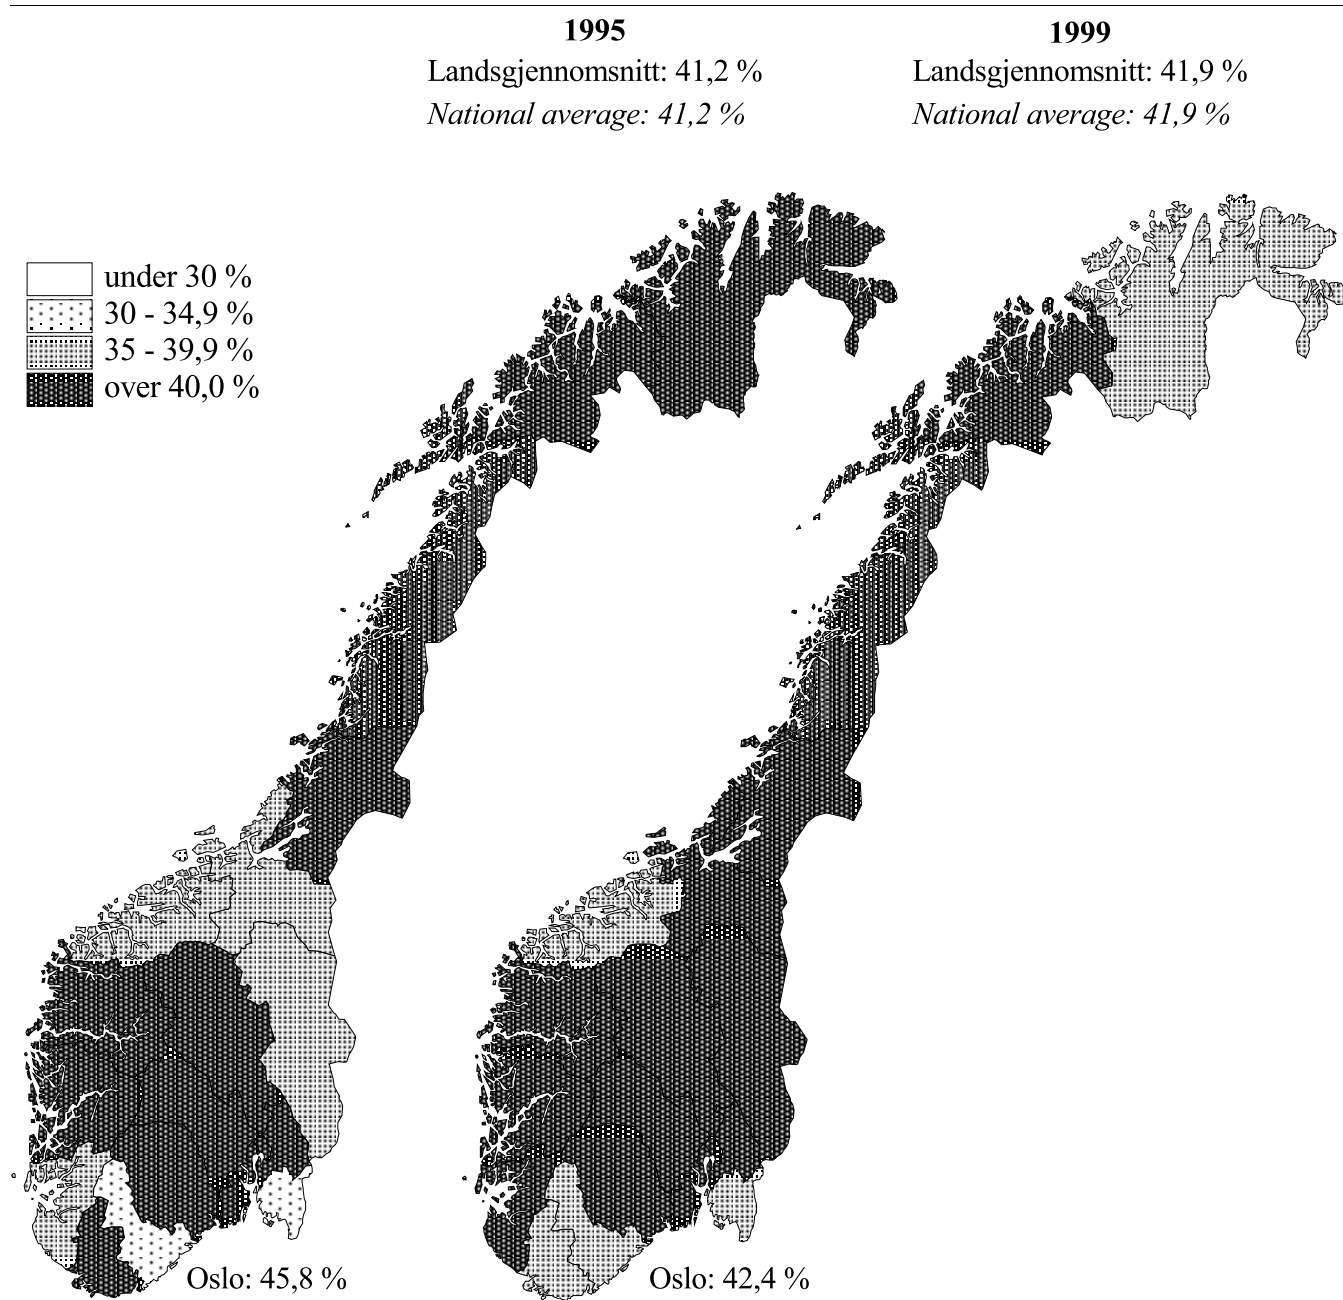 1995
Landsgjennomsnitt: 41,2 %
National average: 41,2 %
1999
Landsgjennomsnitt: 41,9 %
National average: 41,9 %
under 30 %
30 - 34,9 %
35 - 39,9 %
over 40,0 %
Oslo: 45,8 %
Oslo: 42,4 %